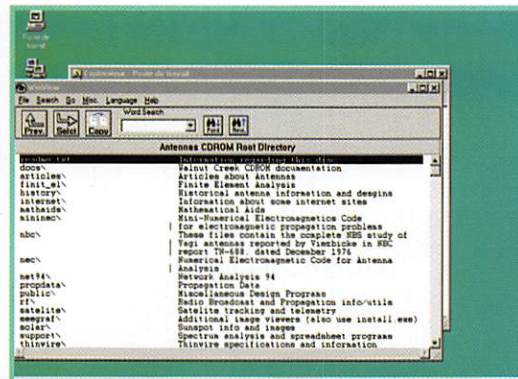 Poste de travail
Explorateur - Poste de travail
WinView
File Search Go Misc. Language Help
Prev. Selct Copy Word Search Find Next
Antennas CDROM Root Directory
readme.txt Information regarding this disc
docs\ Walnut Creek CDROM documentation
articles\ Articles about Antennas
finit_el\ Finite Element Analysis
history\ Historical antenna information and desgins
internet\ Information about some internet sites
mathaids\ Mathematical Aids
mininec\ Mini-Numerical Electromagnetics Code
| for electromagnetic propagation problems
nbc\ These files contain the complete NBS study of
| Yagi antennas reported by Viezbicke in NBC
| report TN-688, dated December 1976
nec\ Numerical Electromagnetic Code for Antenna
| Analysis
net94\ Network Analysis 94
propdata\ Propagation Data
public\ Miscellaneous Design Programs
rf\ Radio Broadcast and Propagation info/utils
satelite\ Satelite tracking and telemetry
seegraf\ Additional image viewers (also use install.exe)
solar\ Sunspot info and images
support\ Spectrum analysis and spreadsheet programs
thinvire\ Thinvire specifications and information